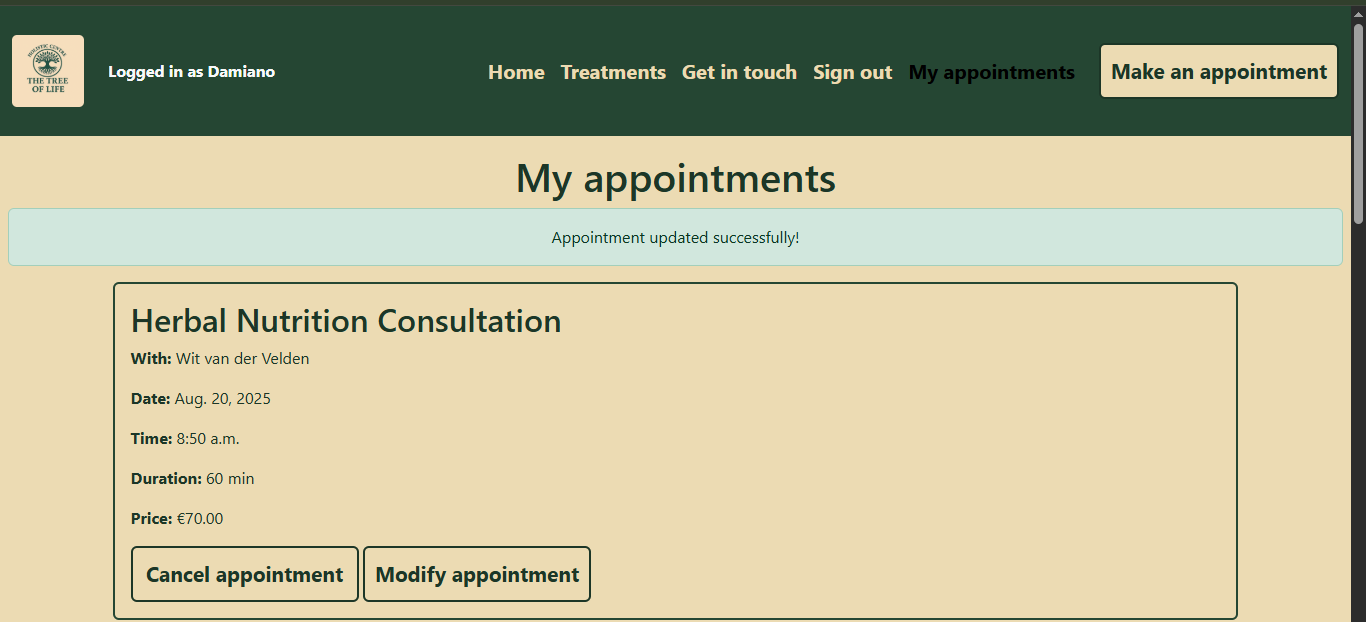 HOLISTIC CENTRE
THE TREE
OF LIFE
Logged in as Damiano
Home Treatments Get in touch Sign out My appointments Make an appointment
My appointments
Appointment updated successfully!
Herbal Nutrition Consultation
With: Wit van der Velden
Date: Aug. 20, 2025
Time: 8:50 a.m.
Duration: 60 min
Price: €70.00
Cancel appointment Modify appointment